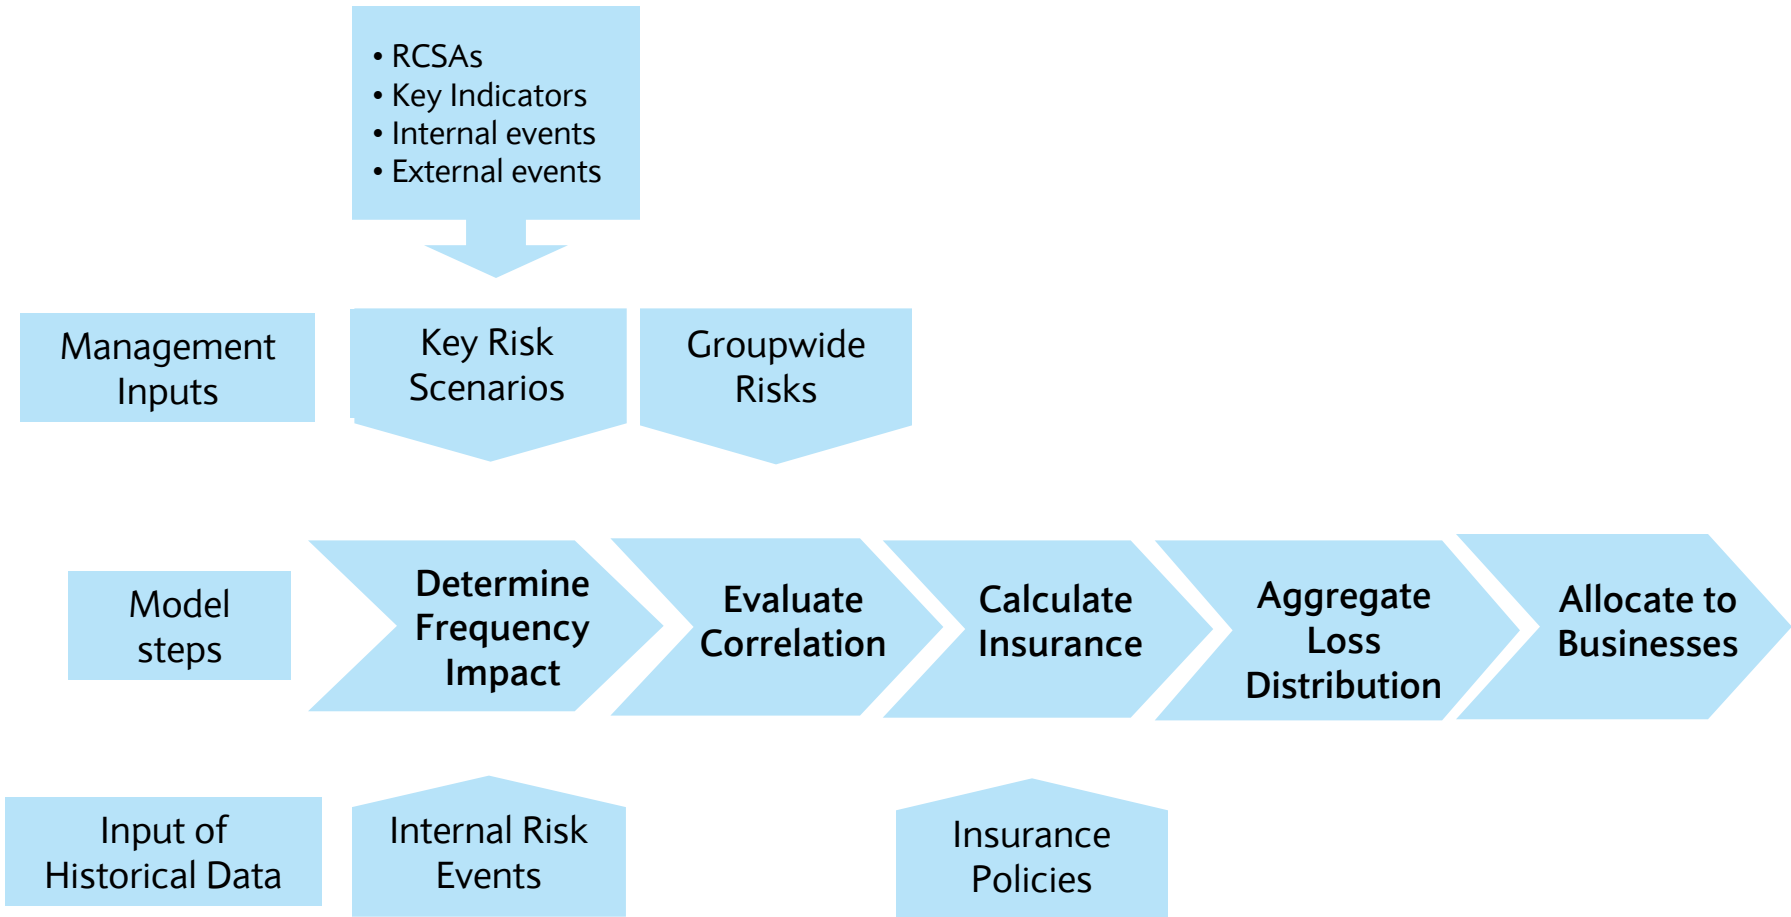 • RCSAs
• Key Indicators
• Internal events
• External events
Management
Inputs
Key Risk
Scenarios
Groupwide
Risks
Model
steps
Determine
Frequency
Impact
Evaluate
Correlation
Calculate
Insurance
Aggregate
Loss
Distribution
Allocate to
Businesses
Input of
Historical Data
Internal Risk
Events
Insurance
Policies